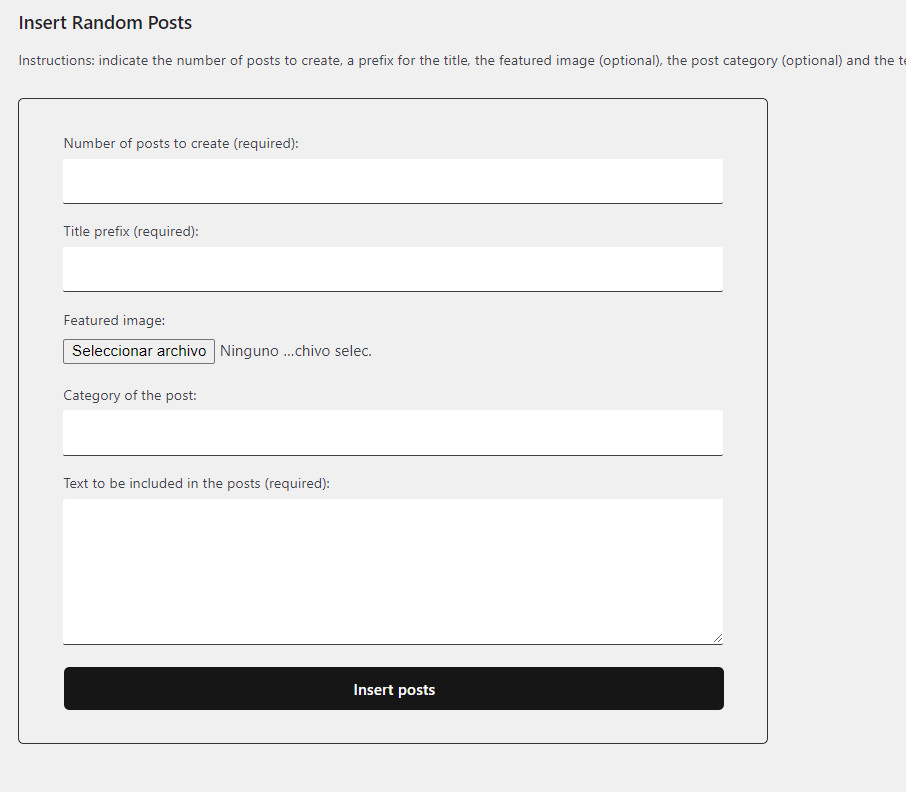 Insert Random Posts
Instructions: indicate the number of posts to create, a prefix for the title, the featured image (optional), the post category (optional) and the
Number of posts to create (required):
Title prefix (required):
Featured image:
Seleccionar archivo Ninguno ...chivo selec.
Category of the post:
Text to be included in the posts (required):
Insert posts